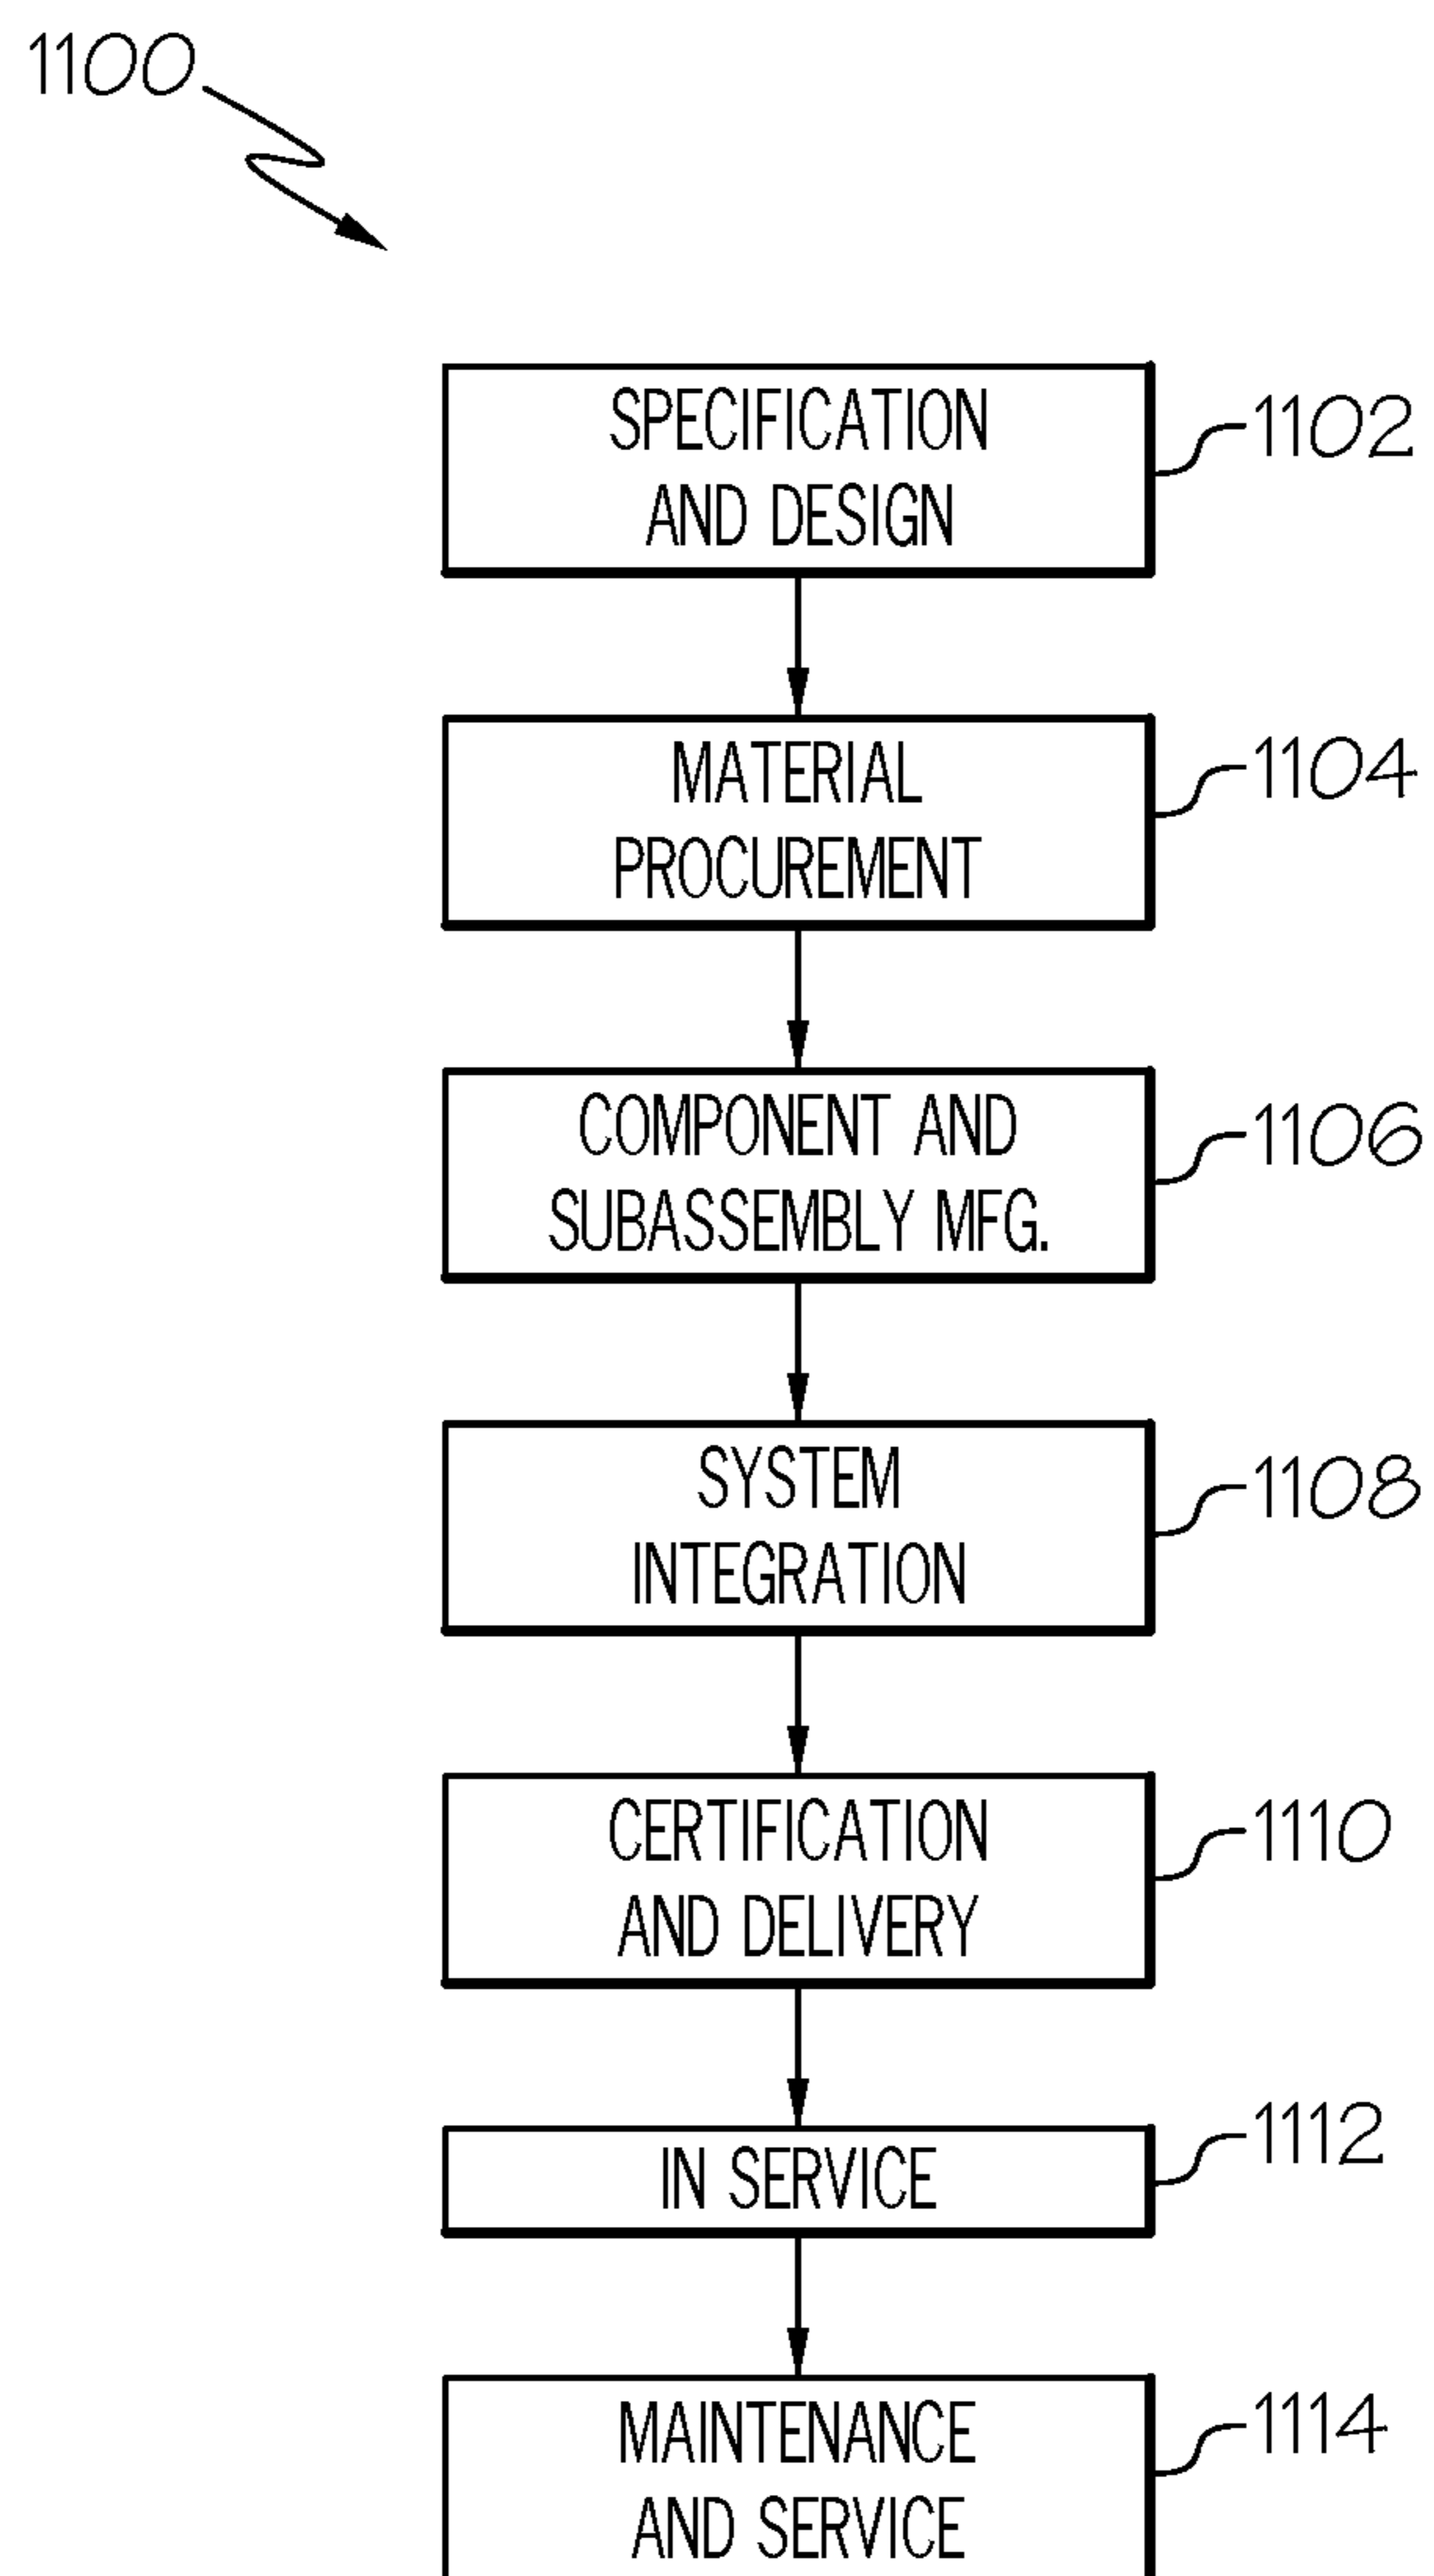 1100
SPECIFICATION
AND DESIGN
1102
MATERIAL
PROCUREMENT
1104
COMPONENT AND
SUBASSEMBLY MFG.
1106
SYSTEM
INTEGRATION
1108
CERTIFICATION
AND DELIVERY
1110
IN SERVICE
1112
MAINTENANCE
AND SERVICE
1114